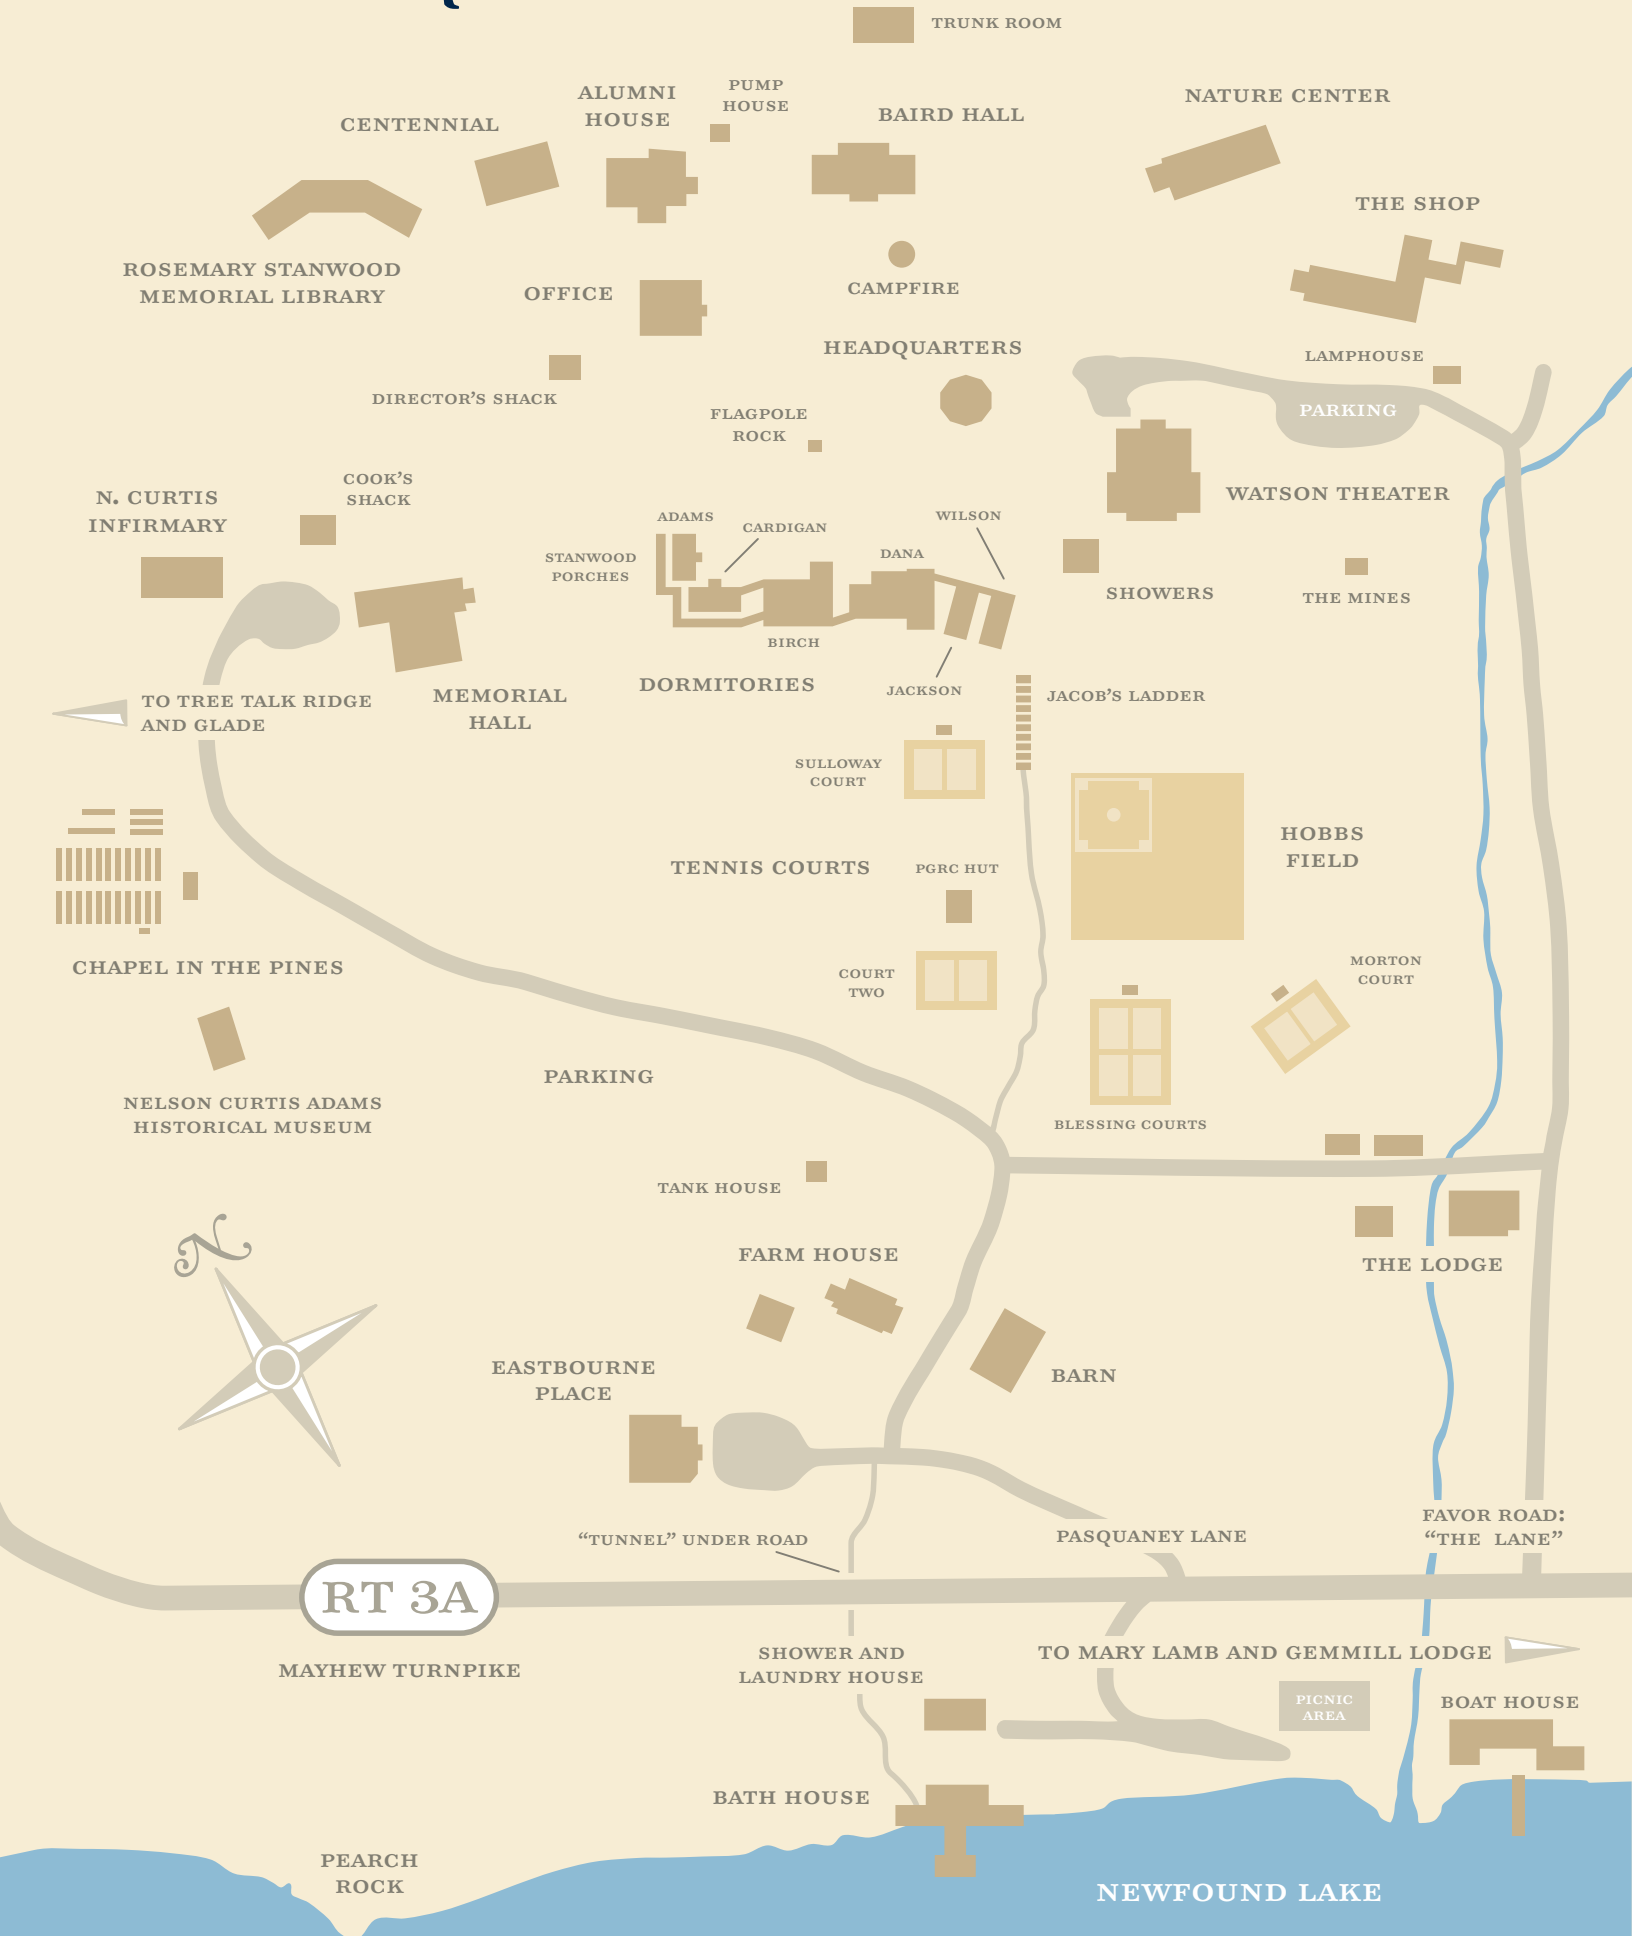 TRUNK ROOM
PUMP
HOUSE
ALUMNI
HOUSE
NATURE CENTER
BAIRD HALL
CENTENNIAL
THE SHOP
ROSEMARY STANWOOD
MEMORIAL LIBRARY
OFFICE
CAMPFIRE
HEADQUARTERS
LAMPHOUSE
DIRECTOR'S SHACK
FLAGPOLE
ROCK
PARKING
COOK'S
SHACK
N. CURTIS
INFIRMARY
WATSON THEATER
ADAMS
CARDIGAN
WILSON
STANWOOD
PORCHES
DANA
SHOWERS
THE MINES
BIRCH
DORMITORIES
JACKSON
JACOB'S LADDER
TO TREE TALK RIDGE
AND GLADE
MEMORIAL
HALL
SULLOWAY
COURT
HOBBS
FIELD
TENNIS COURTS
PGRC HUT
CHAPEL IN THE PINES
COURT
TWO
MORTON
COURT
PARKING
NELSON CURTIS ADAMS
HISTORICAL MUSEUM
BLESSING COURTS
TANK HOUSE
N
FARM HOUSE
THE LODGE
EASTBOURNE
PLACE
BARN
"TUNNEL" UNDER ROAD
PASQUANEY LANE
FAVOR ROAD:
"THE LANE"
RT 3A
MAYHEW TURNPIKE
SHOWER AND
LAUNDRY HOUSE
TO MARY LAMB AND GEMMILL LODGE
PICNIC
AREA
BOAT HOUSE
BATH HOUSE
PEARCH
ROCK
NEWFOUND LAKE